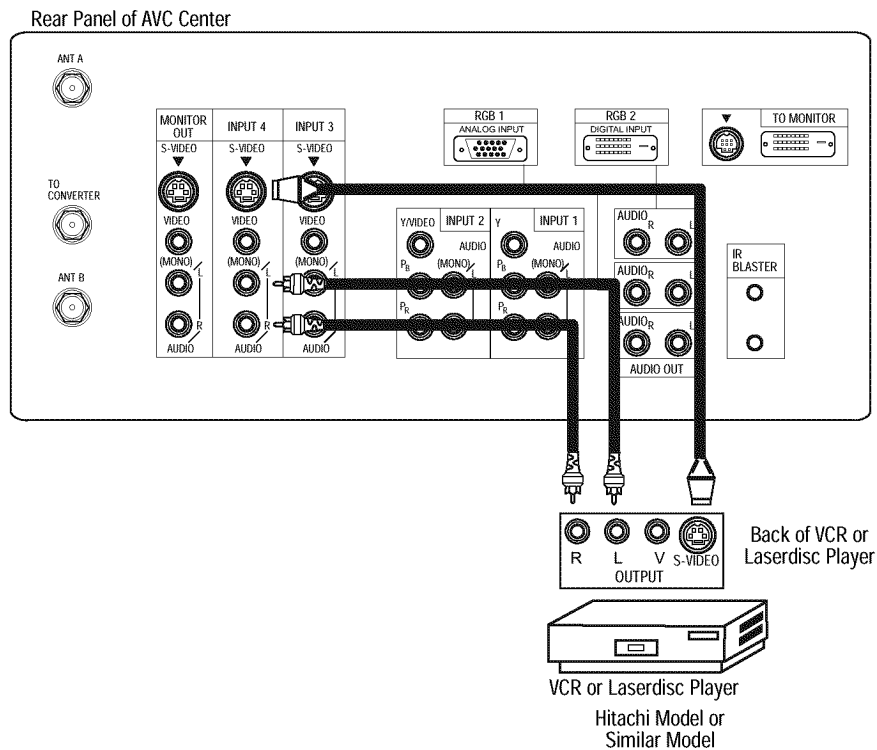 Rear Panel of AVC Center
ANT A
TO
CONVERTER
ANT B
MONITOR
OUT
S-VIDEO
VIDEO
(MONO)
L
R
AUDIO
INPUT 4
S-VIDEO
VIDEO
(MONO)
L
R
AUDIO
INPUT 3
S-VIDEO
VIDEO
(MONO)
L
AUDIO
RGB 1
ANALOG INPUT
RGB 2
DIGITAL INPUT
TO MONITOR
Y/VIDEO
INPUT 2
AUDIO
PB
(MONO)
L
PR
Y
INPUT 1
AUDIO
PB
(MONO)
L
PR
AUDIO
R
L
AUDIO
R
L
AUDIO
R
L
AUDIO OUT
IR
BLASTER
R
L
V
S-VIDEO
OUTPUT
Back of VCR or
Laserdisc Player
VCR or Laserdisc Player
Hitachi Model or
Similar Model